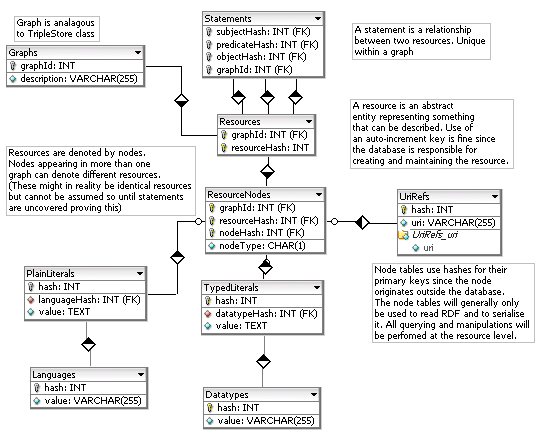 Graph is analagous
to TripleStore class
Graphs
graphId: INT
description: VARCHAR(255)
Statements
subjectHash: INT (FK)
predicateHash: INT (FK)
objectHash: INT (FK)
graphId: INT (FK)
A statement is a relationship
between two resources. Unique
within a graph
Resources
graphId: INT (FK)
resourceHash: INT
A resource is an abstract
entity representing something
that can be described. Use of
an auto-increment key is fine since
the database is responsible for
creating and maintaining the resource.
Resources are denoted by nodes.
Nodes appearing in more than one
graph can denote different resources.
(These might in reality be identical resources
but cannot be assumed so until statements
are uncovered proving this)
ResourceNodes
graphId: INT (FK)
resourceHash: INT (FK)
nodeHash: INT (FK)
nodeType: CHAR(1)
UriRefs
hash: INT
uri: VARCHAR(255)
UriRefs_uri
uri
PlainLiterals
hash: INT
languageHash: INT (FK)
value: TEXT
TypedLiterals
hash: INT
datatypeHash: INT (FK)
value: TEXT
Node tables use hashes for their
primary keys since the node
originates outside the database.
The node tables will generally only
be used to read RDF and to serialise
it. All querying and manipulations will
be perfomed at the resource level.
Languages
hash: INT
value: VARCHAR(255)
Datatypes
hash: INT
value: VARCHAR(255)